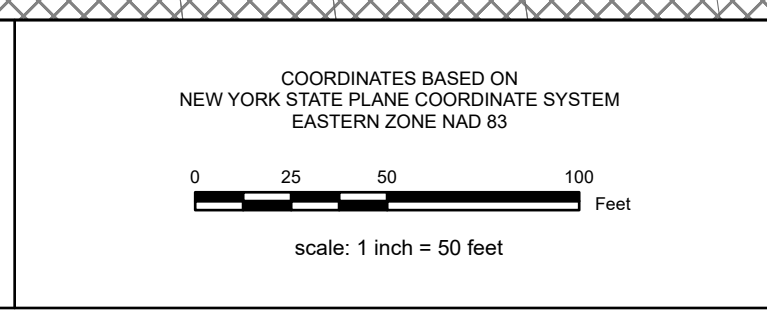 COORDINATES BASED ON
NEW YORK STATE PLANE COORDINATE SYSTEM
EASTERN ZONE NAD 83
0 25 50 100
Feet
scale: 1 inch = 50 feet